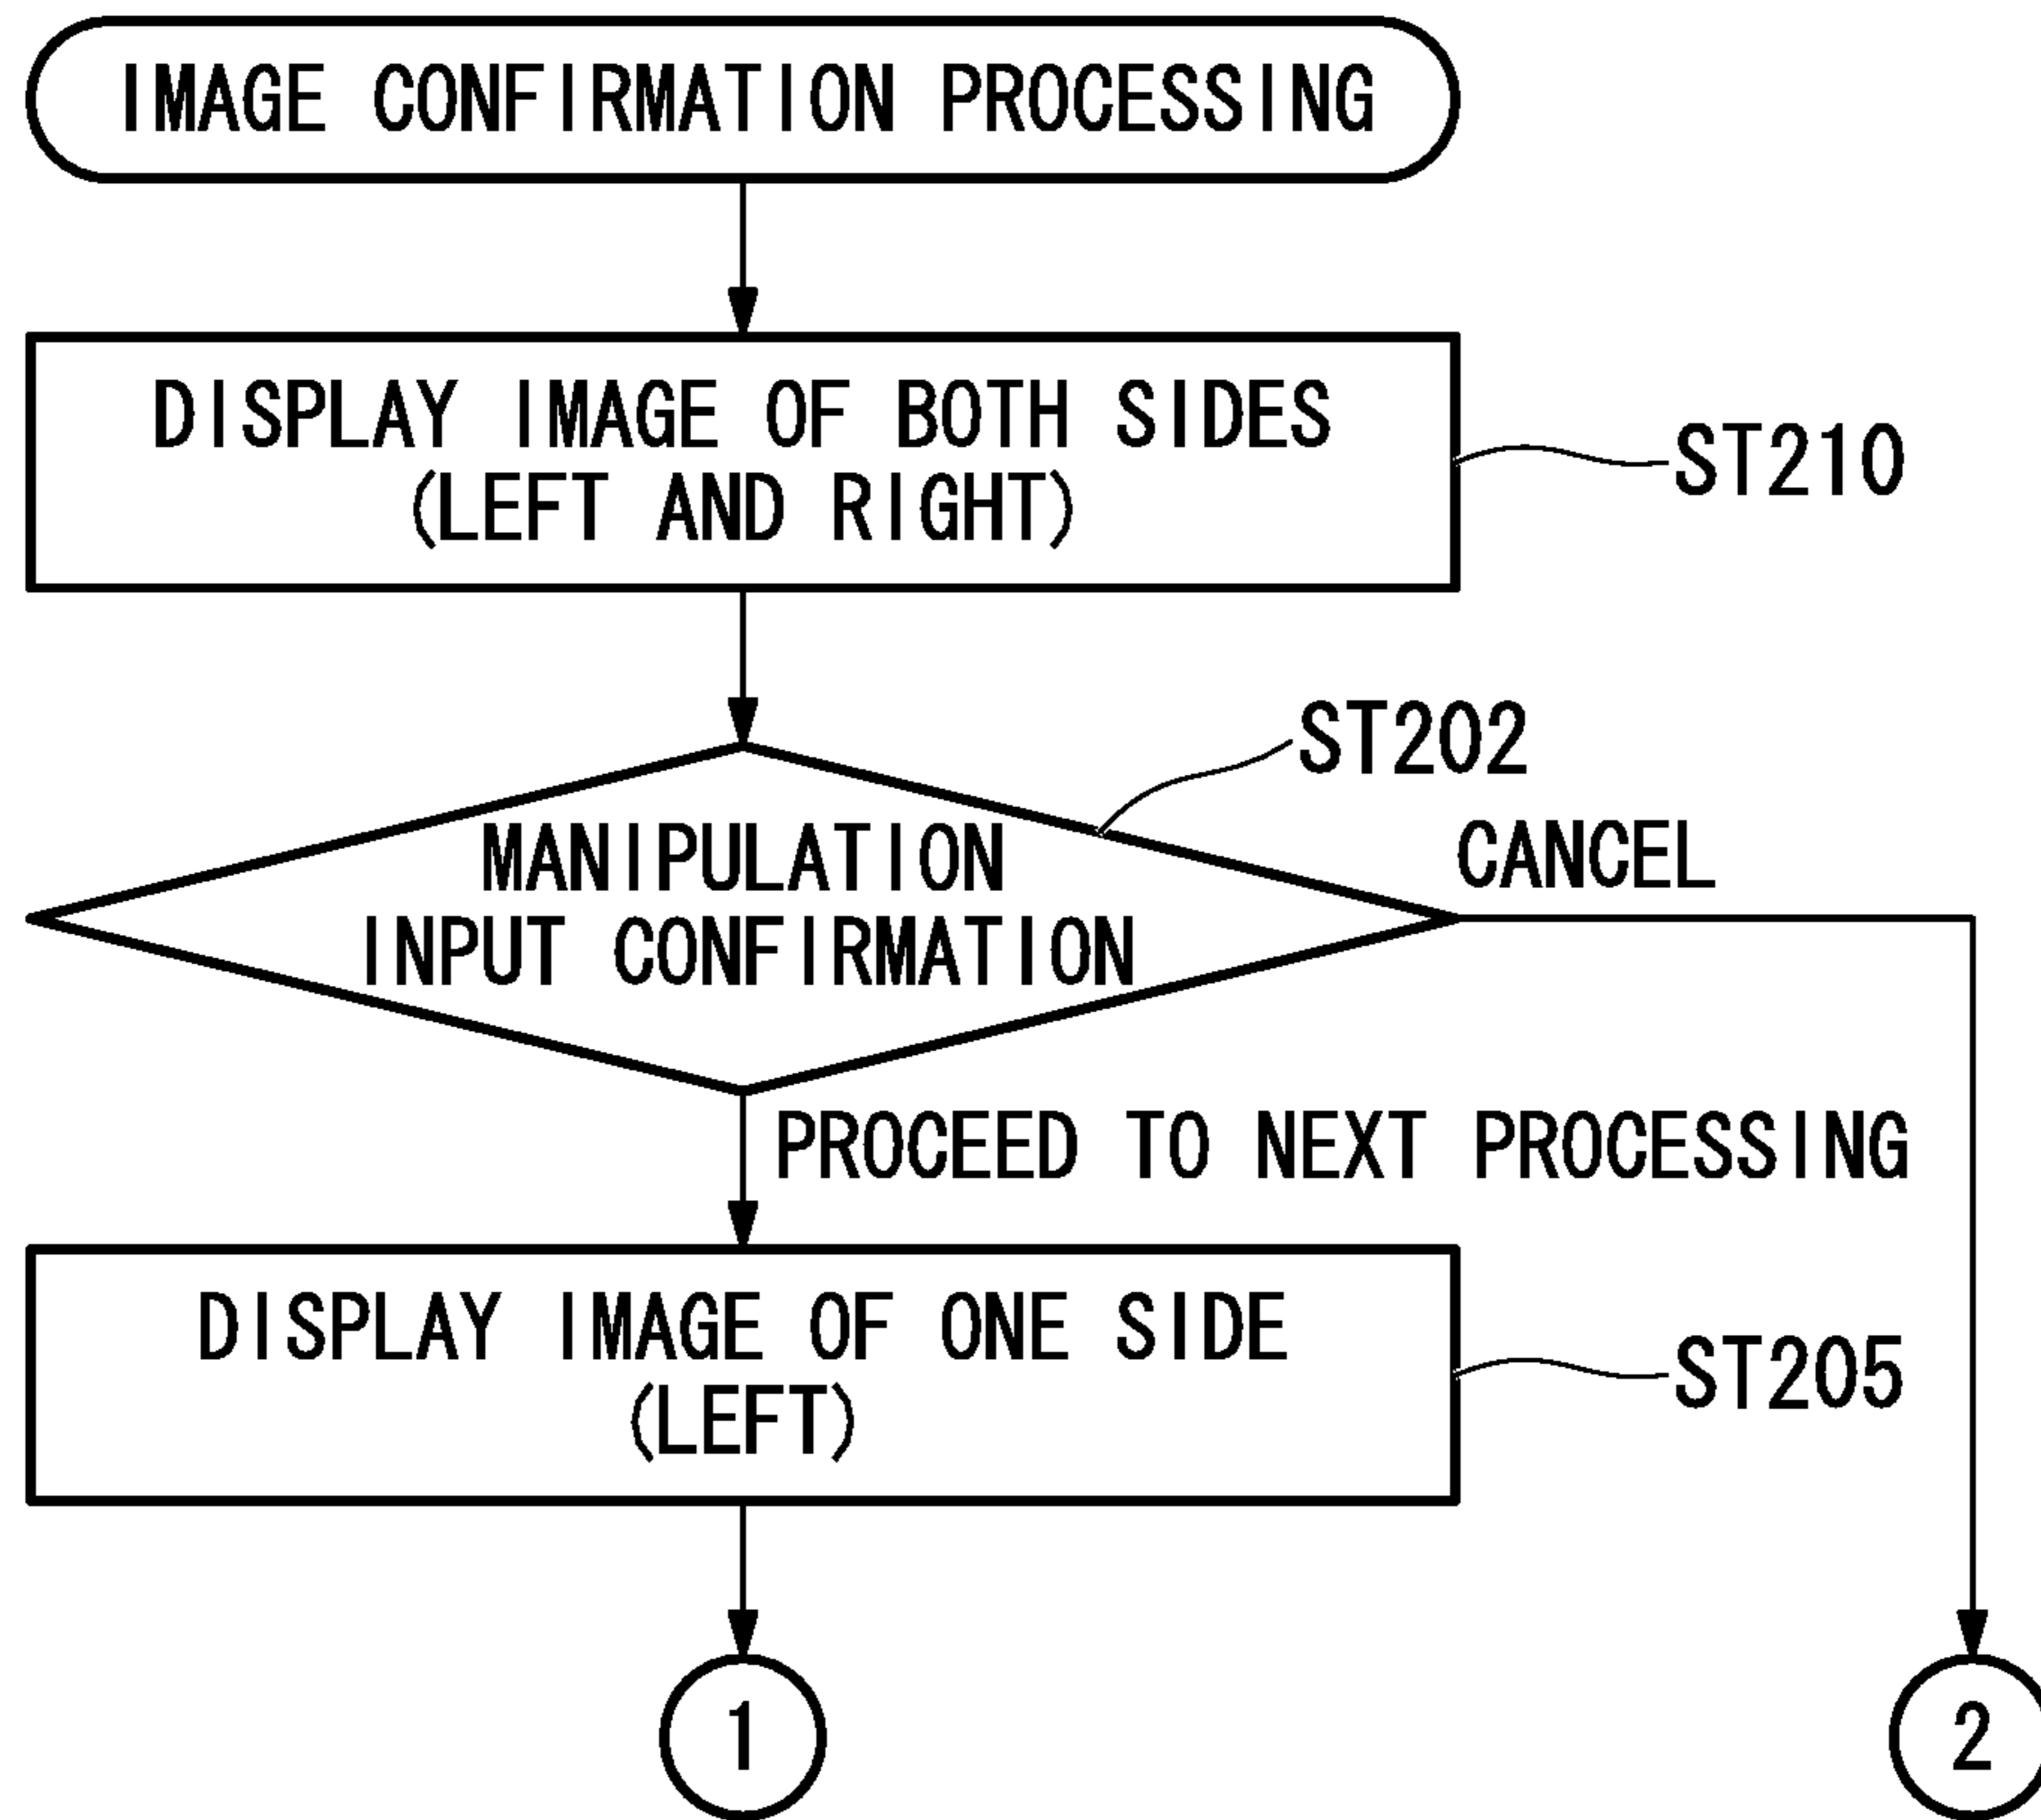 IMAGE CONFIRMATION PROCESSING
DISPLAY IMAGE OF BOTH SIDES
(LEFT AND RIGHT)
ST210
ST202
MANIPULATION
INPUT CONFIRMATION
CANCEL
PROCEED TO NEXT PROCESSING
DISPLAY IMAGE OF ONE SIDE
(LEFT)
ST205
1
2